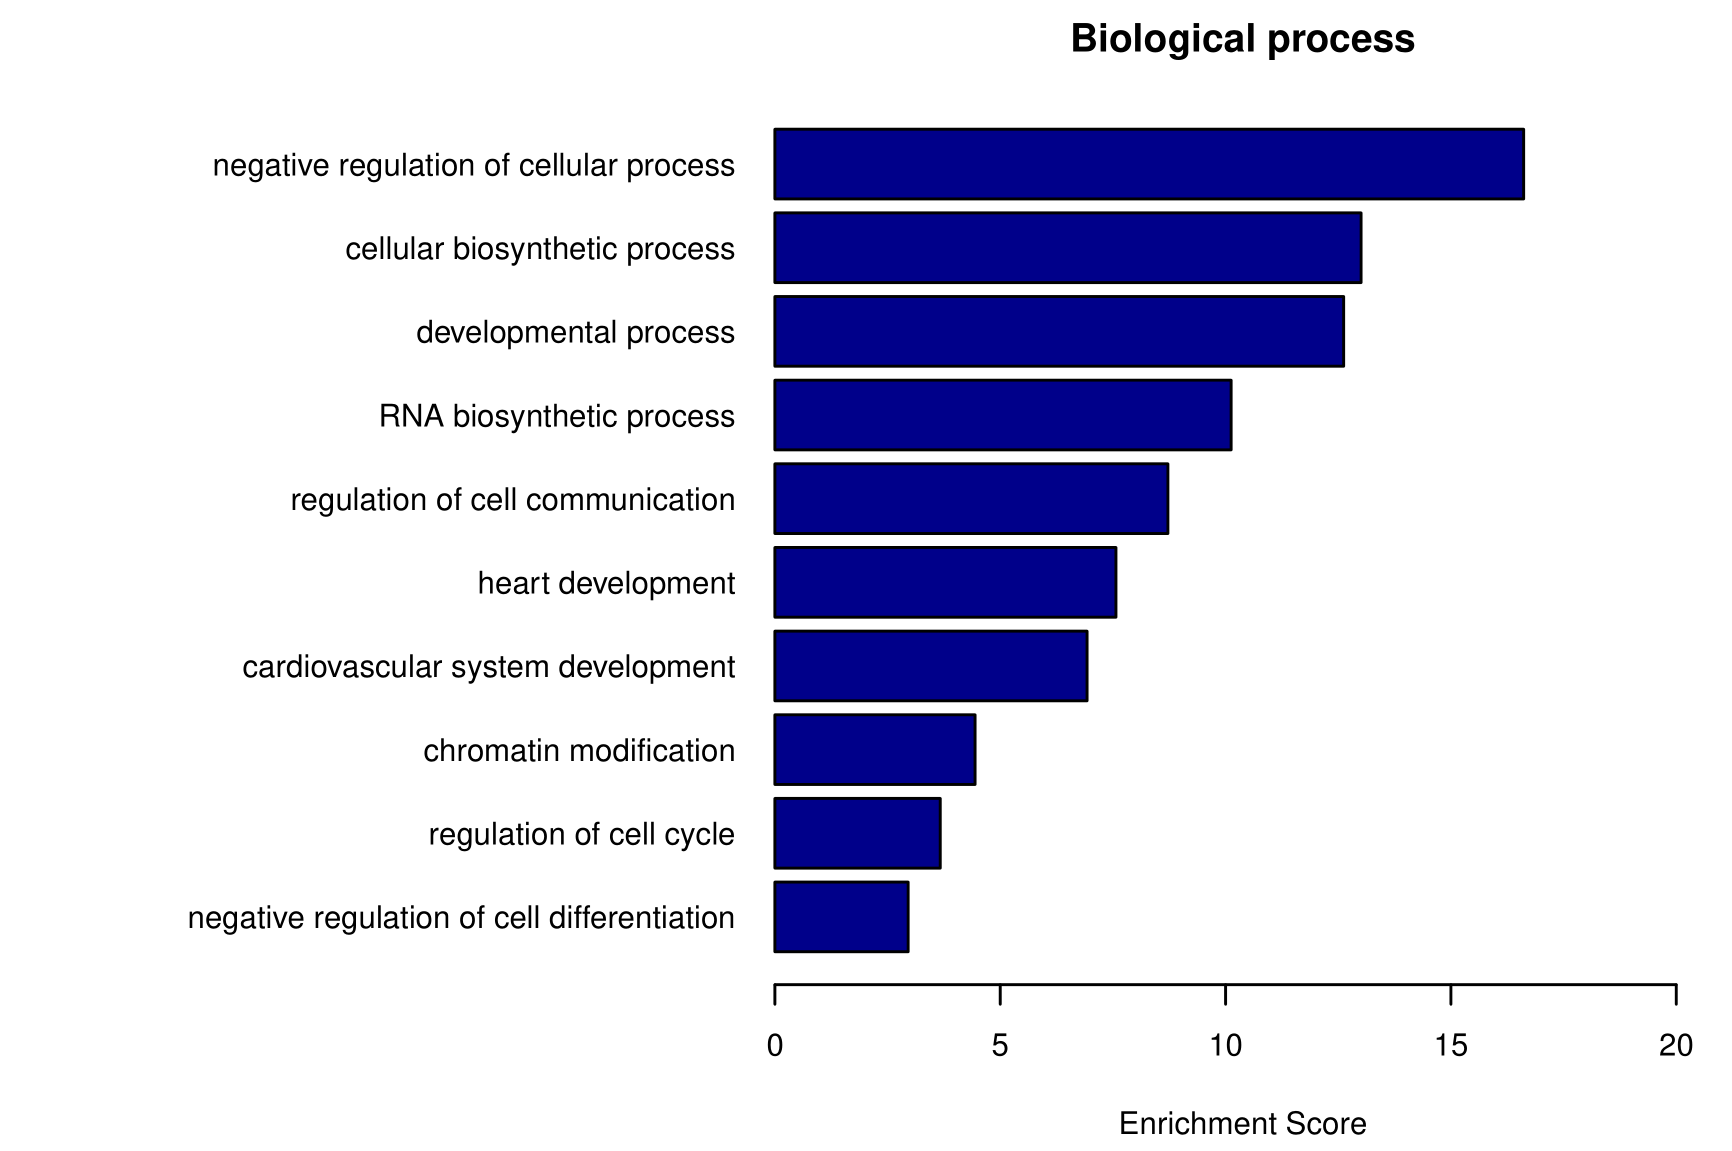 Biological process
negative regulation of cellular process
cellular biosynthetic process
developmental process
RNA biosynthetic process
regulation of cell communication
heart development
cardiovascular system development
chromatin modification
regulation of cell cycle
negative regulation of cell differentiation
0 5 10 15 20
Enrichment Score